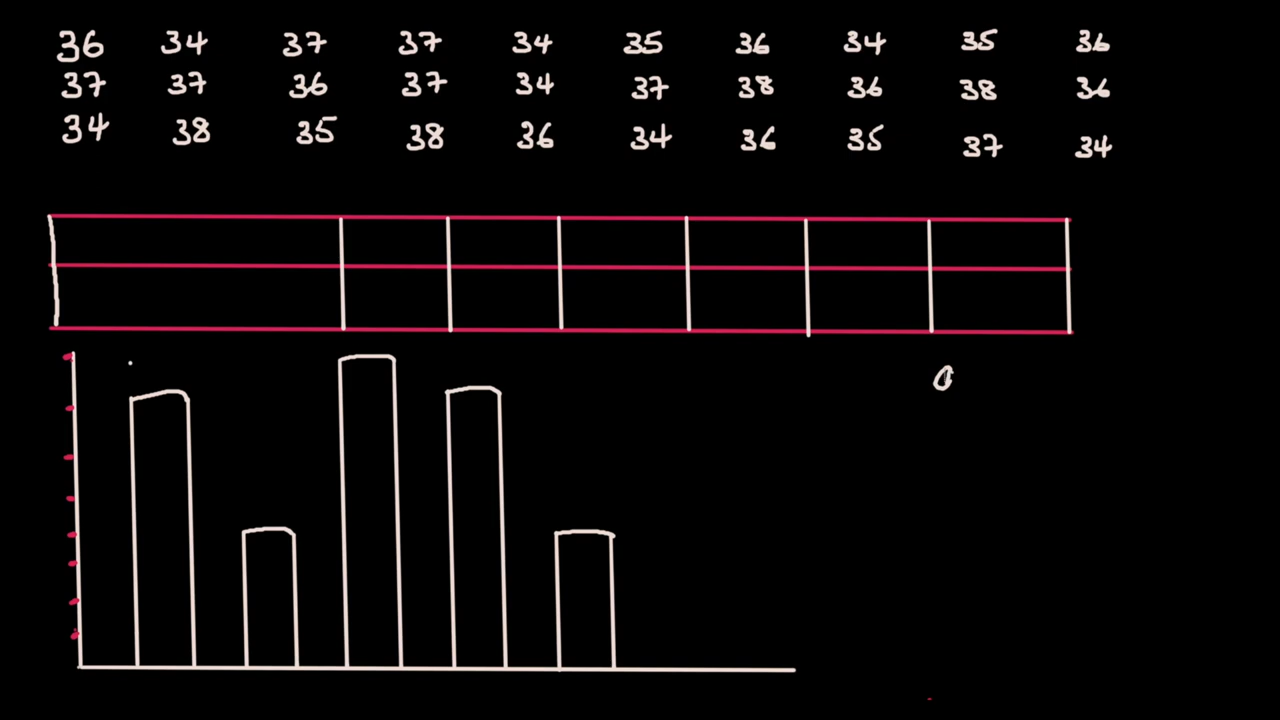 36 34 37 37 34 35 36 34 35 36
37 37 36 37 34 37 38 36 38 36
34 38 35 38 36 34 36 35 37 34